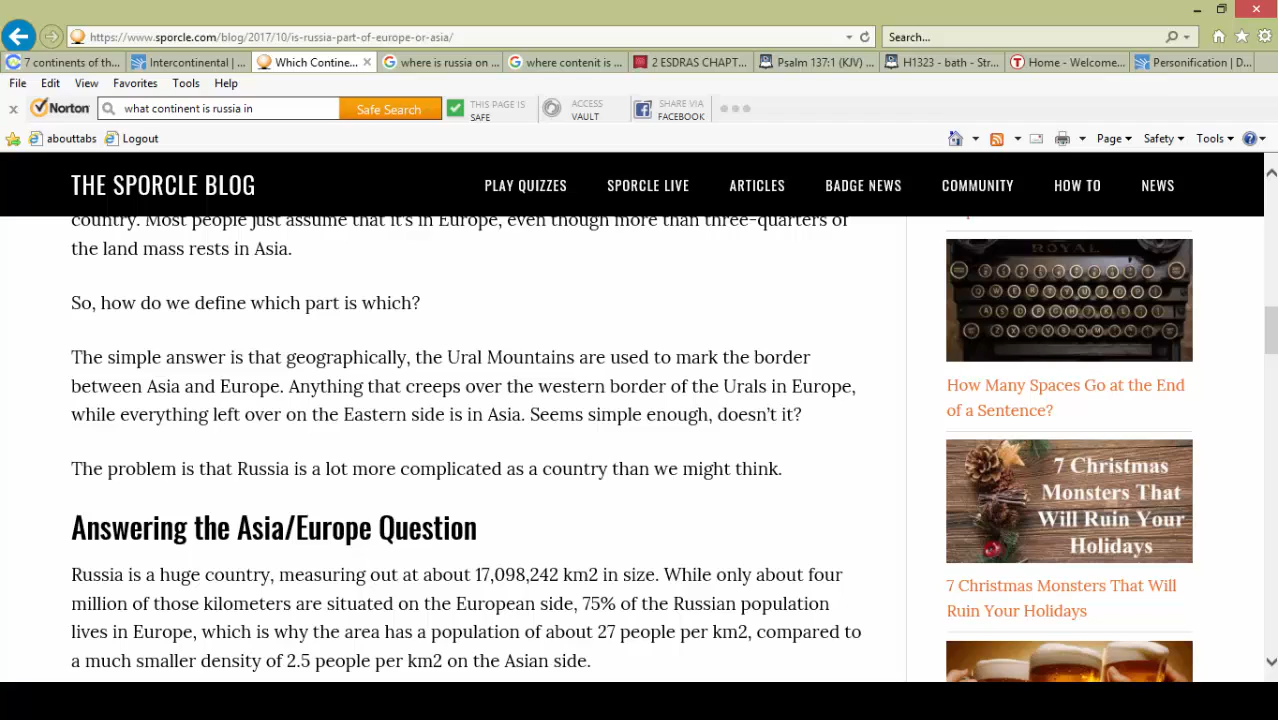 https://www.sporcle.com/blog/2017/10/is-russia-part-of-europe-or-asia/
Search...
7 continents of th...
Intercontinental | ...
Which Contine...
where is russia on ...
where contenit is ...
2 ESDRAS CHAPT...
Psalm 137:1 (KJV) ...
H1323 - bath - Str...
Home - Welcome...
Personification | D...
File Edit View Favorites Tools Help
x Norton what continent is russia in Safe Search THIS PAGE IS SAFE ACCESS VAULT SHARE VIA FACEBOOK
abouttabs Logout Page Safety Tools
THE SPORCLE BLOG PLAY QUIZZES SPORCLE LIVE ARTICLES BADGE NEWS COMMUNITY HOW TO NEWS
country. Most people just assume that it's in Europe, even though more than three-quarters of
the land mass rests in Asia.
So, how do we define which part is which?
The simple answer is that geographically, the Ural Mountains are used to mark the border
between Asia and Europe. Anything that creeps over the western border of the Urals in Europe,
while everything left over on the Eastern side is in Asia. Seems simple enough, doesn't it?
The problem is that Russia is a lot more complicated as a country than we might think.
Answering the Asia/Europe Question
Russia is a huge country, measuring out at about 17,098,242 km2 in size. While only about four
million of those kilometers are situated on the European side, 75% of the Russian population
lives in Europe, which is why the area has a population of about 27 people per km2, compared to
a much smaller density of 2.5 people per km2 on the Asian side.
ROYAL
How Many Spaces Go at the End
of a Sentence?
7 Christmas
Monsters That
Will Ruin Your
Holidays
7 Christmas Monsters That Will
Ruin Your Holidays